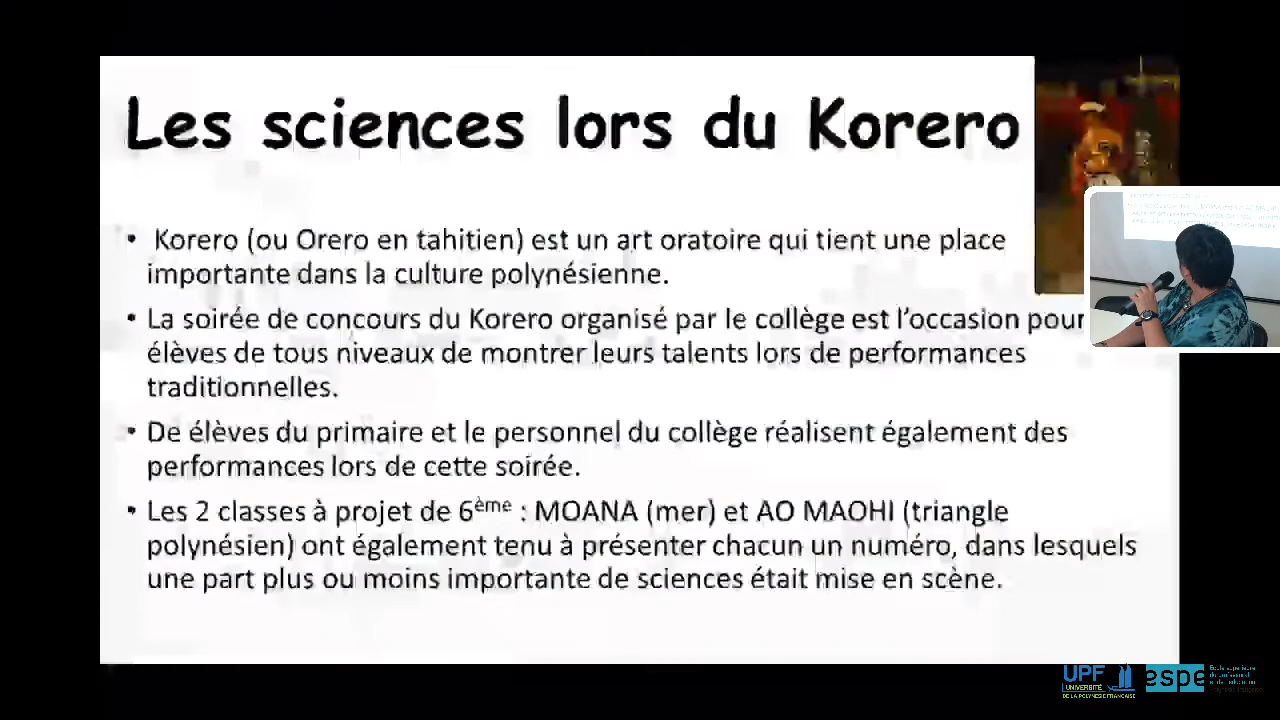 Les sciences lors du Korero
• Korero (ou Orero en tahitien) est un art oratoire qui tient une place
importante dans la culture polynésienne.
• La soirée de concours du Korero organisé par le collège est l’occasion pour
élèves de tous niveaux de montrer leurs talents lors de performances
traditionnelles.
• De élèves du primaire et le personnel du collège réalisent également des
performances lors de cette soirée.
• Les 2 classes à projet de 6ème : MOANA (mer) et AO MAOHI (triangle
polynésien) ont également tenu à présenter chacun un numéro, dans lesquels
une part plus ou moins importante de sciences était mise en scène.
UPF
UNIVERSITÉ
DE LA POLYNÉSIE FRANÇAISE
espe